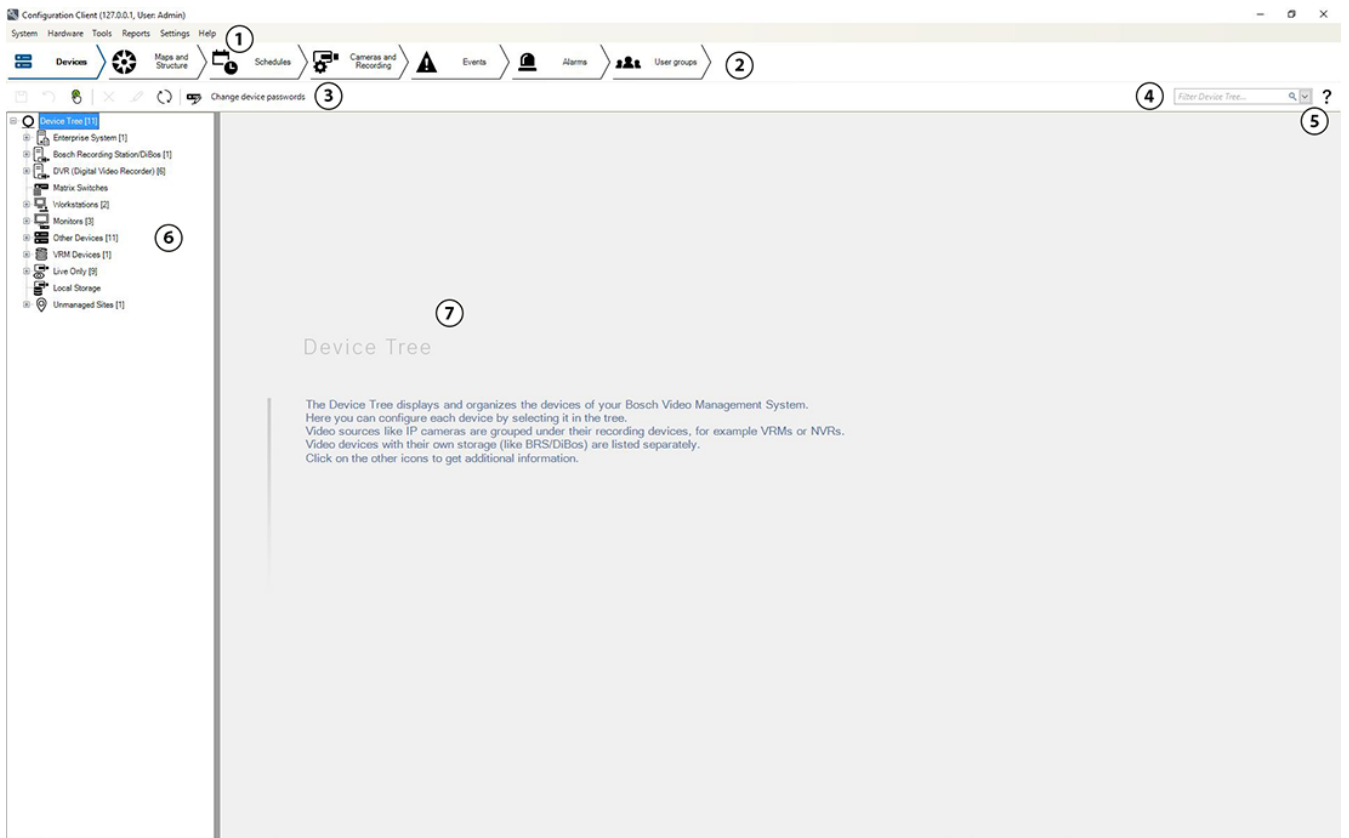 Configuration Client (127.0.0.1, User: Admin)
System Hardware Tools Reports Settings Help
1
Devices
Maps and
Structure
Schedules
Cameras and
Recording
Events
Alarms
User groups
2
Change device passwords
3
4
Filter Device Tree...
?
5
Device Tree [11]
Enterprise System [1]
Bosch Recording Station/DiBos [1]
DVR (Digital Video Recorder) [6]
Matrix Switches
Workstations [2]
Monitors [3]
Other Devices [11]
VRM Devices [1]
Live Only [9]
Local Storage
Unmanaged Sites [1]
6
7
Device Tree
The Device Tree displays and organizes the devices of your Bosch Video Management System.
Here you can configure each device by selecting it in the tree.
Video sources like IP cameras are grouped under their recording devices, for example VRMs or NVRs.
Video devices with their own storage (like BRS/DiBos) are listed separately.
Click on the other icons to get additional information.